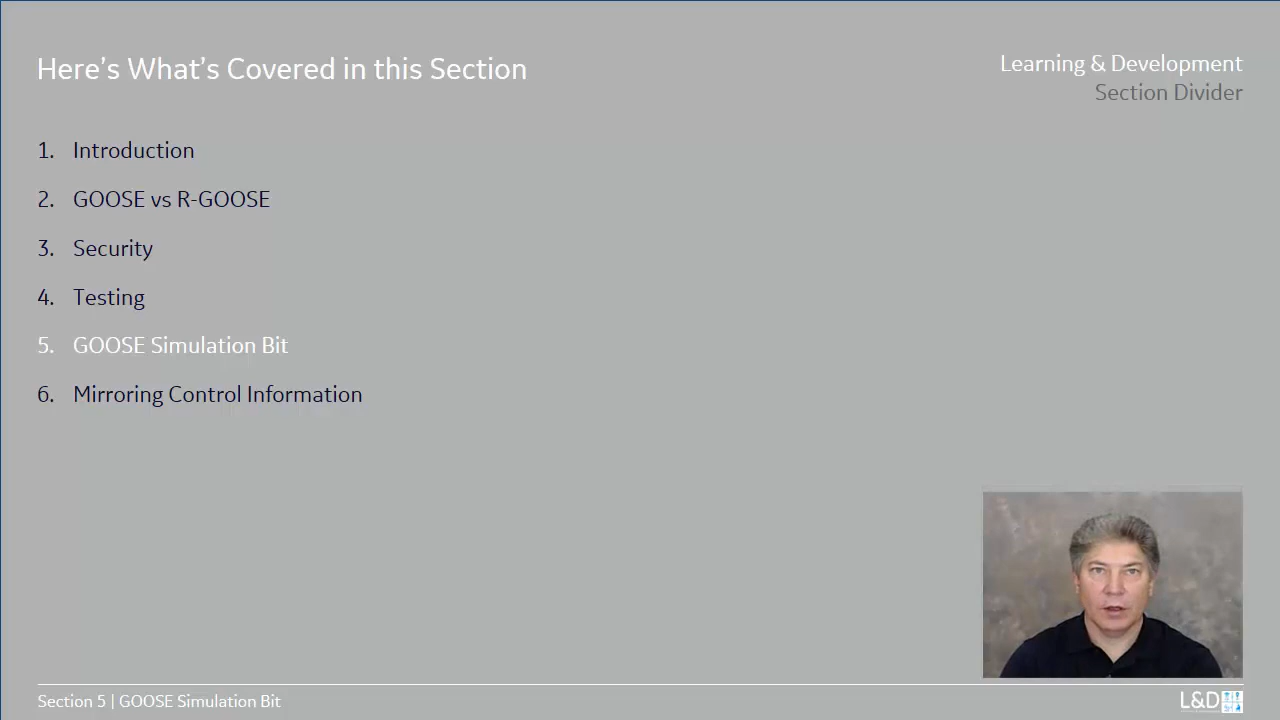 Here’s What’s Covered in this Section
Learning & Development
Section Divider
1. Introduction
2. GOOSE vs R-GOOSE
3. Security
4. Testing
5. GOOSE Simulation Bit
6. Mirroring Control Information
Section 5 | GOOSE Simulation Bit
L&D